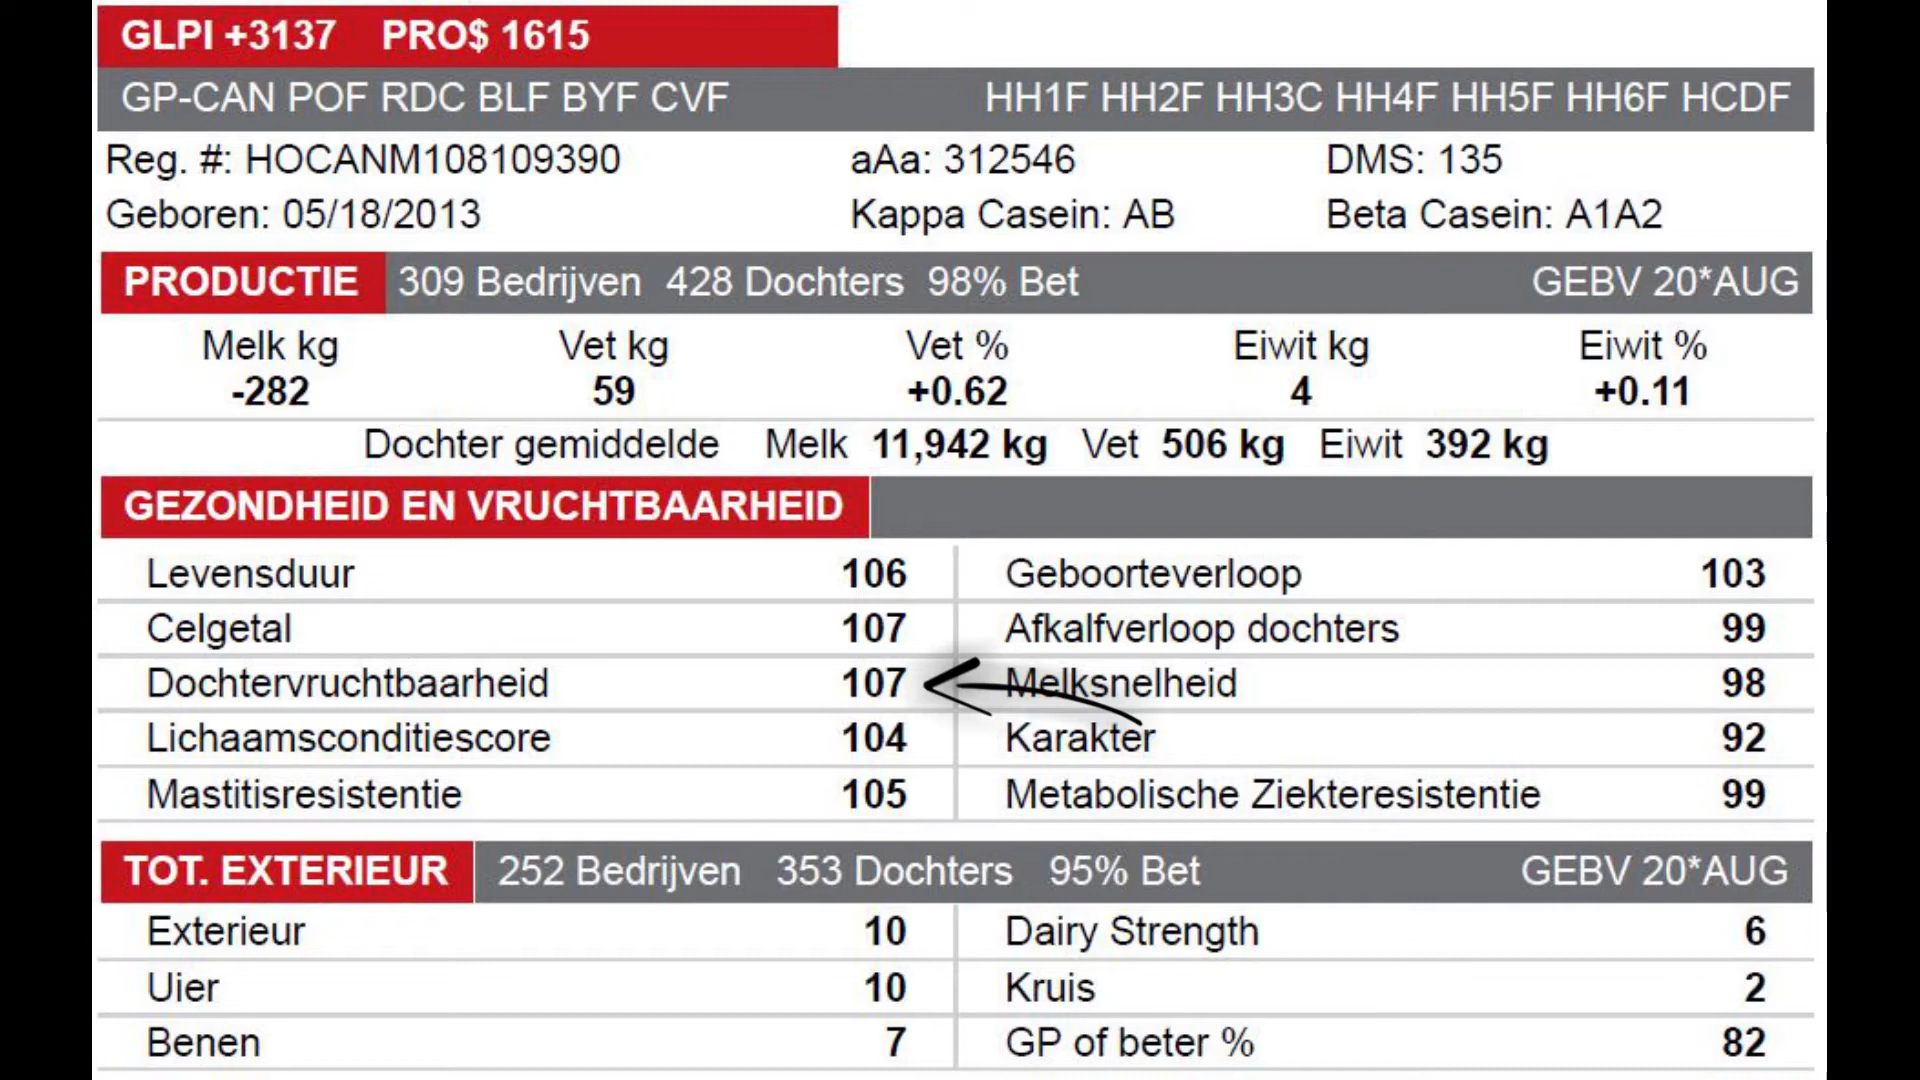 GLPI +3137 PRO$ 1615
GP-CAN POF RDC BLF BYF CVF HH1F HH2F HH3C HH4F HH5F HH6F HCDF
Reg. #: HOCANM108109390 aAa: 312546 DMS: 135
Geboren: 05/18/2013 Kappa Casein: AB Beta Casein: A1A2
PRODUCTIE 309 Bedrijven 428 Dochters 98% Bet GEBV 20*AUG
Melk kg Vet kg Vet % Eiwit kg Eiwit %
-282 59 +0.62 4 +0.11
Dochter gemiddelde Melk 11,942 kg Vet 506 kg Eiwit 392 kg
GEZONDHEID EN VRUCHTBAARHEID
Levensduur 106 Geboorteverloop 103
Celgetal 107 Afkalfverloop dochters 99
Dochtervruchtbaarheid 107 Melksnelheid 98
Lichaamsconditiescore 104 Karakter 92
Mastitisresistentie 105 Metabolische Ziekteresistentie 99
TOT. EXTERIEUR 252 Bedrijven 353 Dochters 95% Bet GEBV 20*AUG
Exterieur 10 Dairy Strength 6
Uier 10 Kruis 2
Benen 7 GP of beter % 82